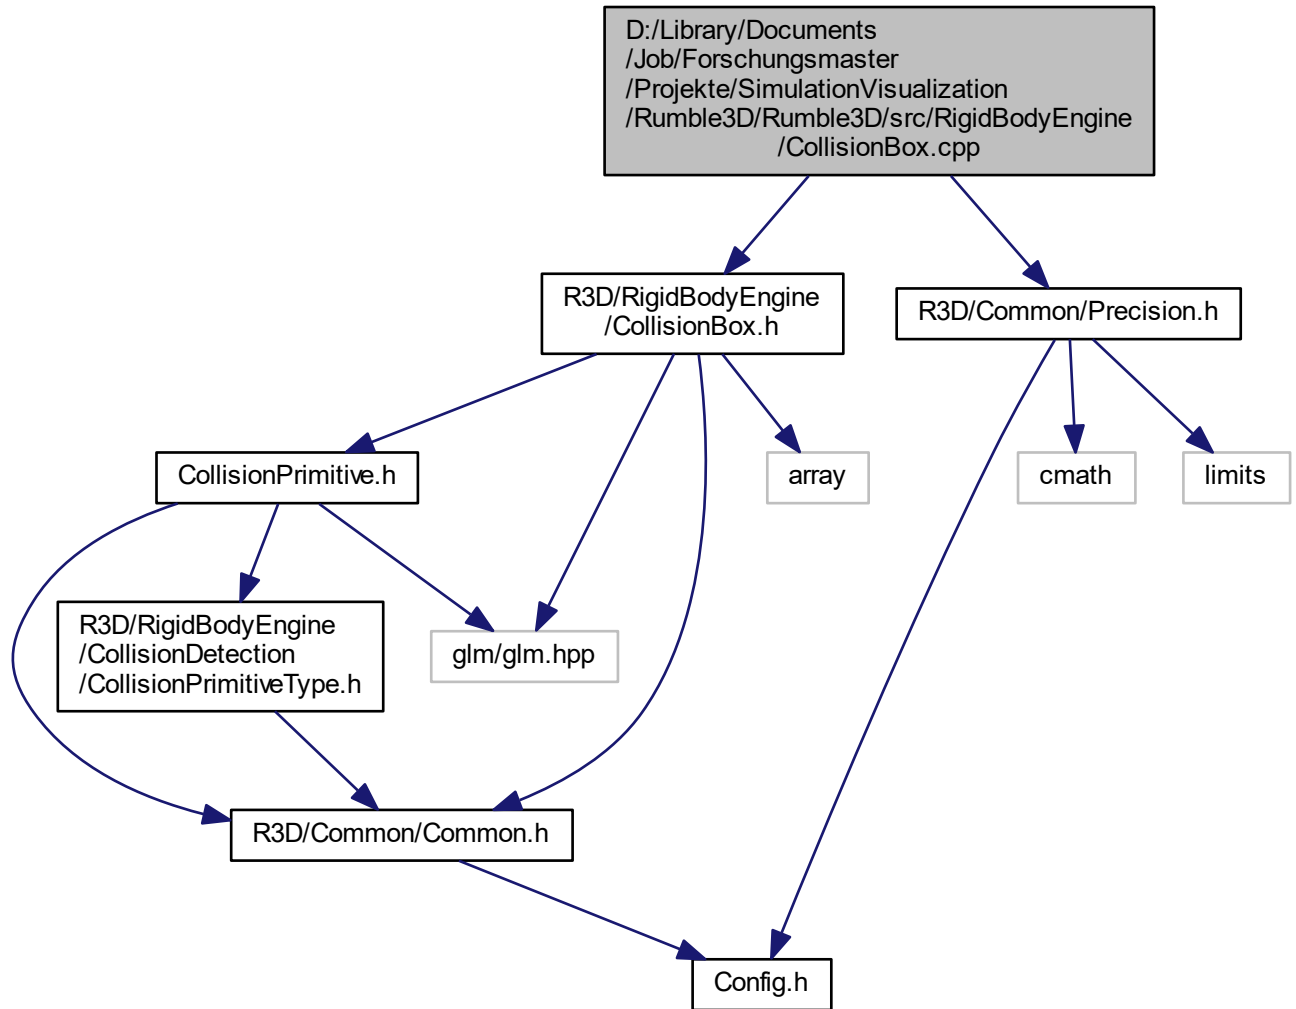 D:/Library/Documents
/Job/Forschungsmaster
/Projekte/SimulationVisualization
/Rumble3D/Rumble3D/src/RigidBodyEngine
/CollisionBox.cpp
R3D/RigidBodyEngine
/CollisionBox.h
R3D/Common/Precision.h
CollisionPrimitive.h
array
cmath
limits
R3D/RigidBodyEngine
/CollisionDetection
/CollisionPrimitiveType.h
glm/glm.hpp
R3D/Common/Common.h
Config.h